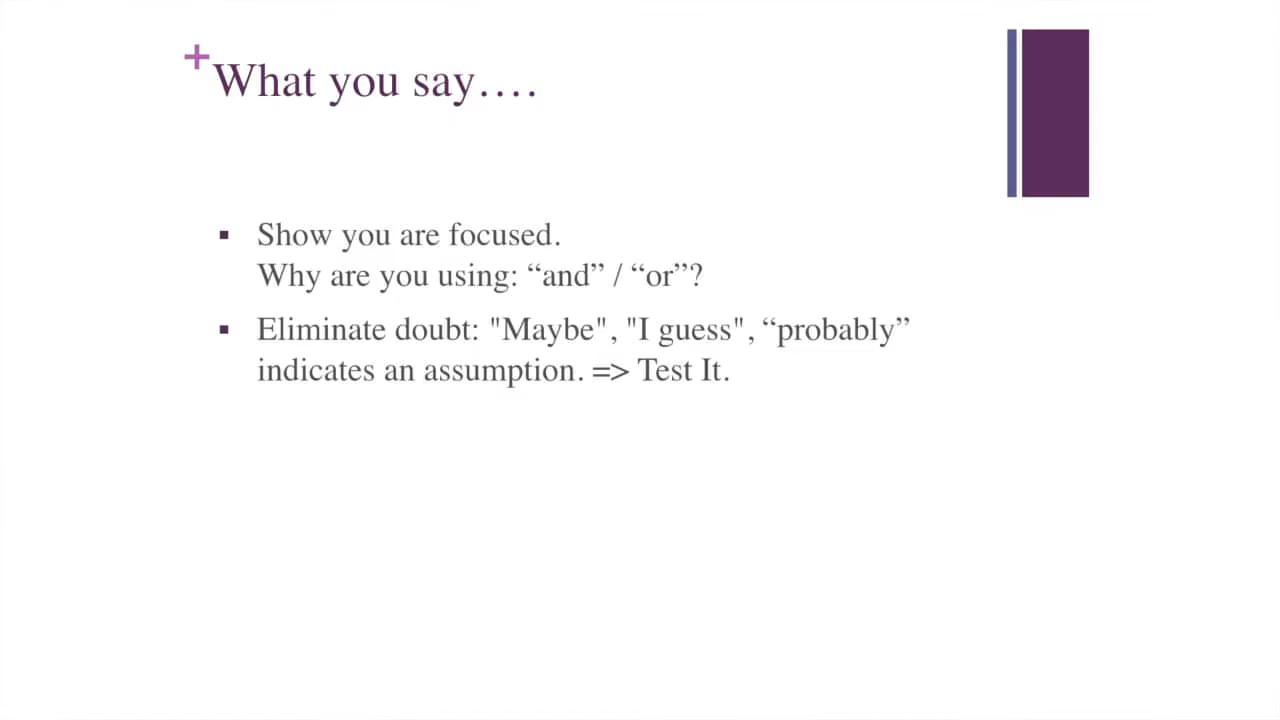 +
What you say….
▪ Show you are focused.
Why are you using: “and” / “or”?
▪ Eliminate doubt: "Maybe", "I guess", “probably”
indicates an assumption. => Test It.